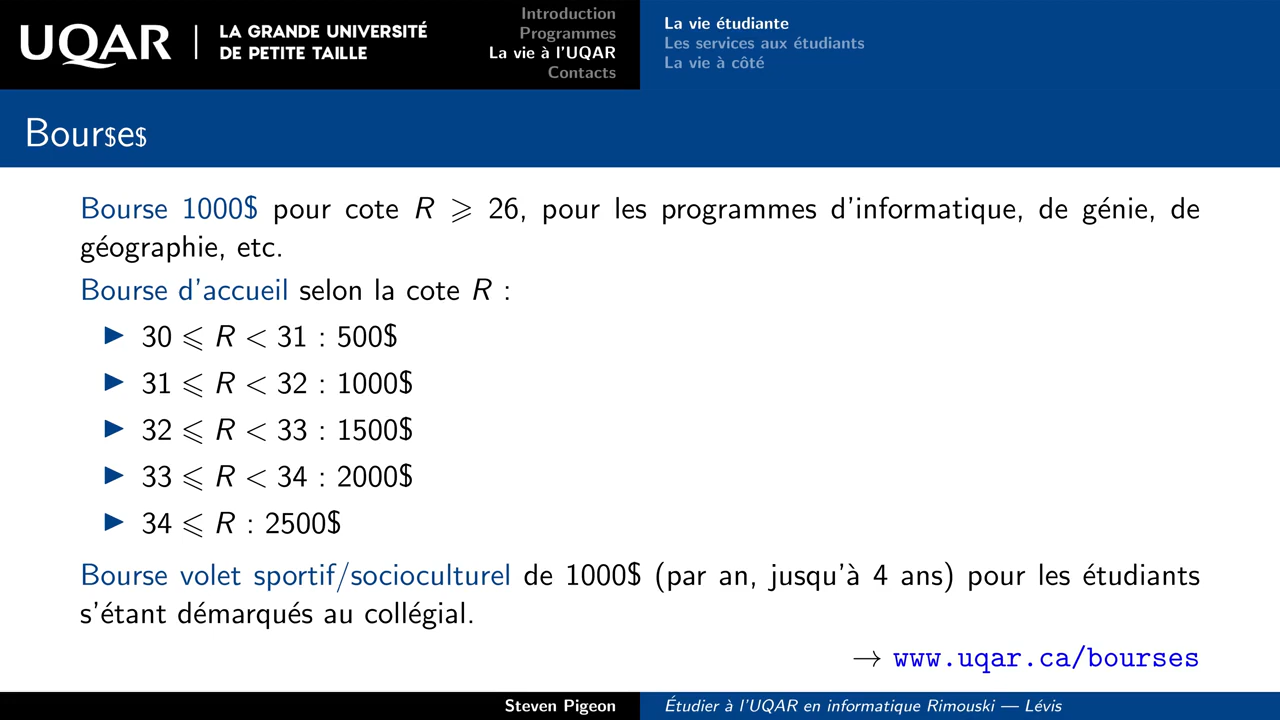 UQAR
LA GRANDE UNIVERSITÉ
DE PETITE TAILLE
Introduction
Programmes
La vie à l'UQAR
Contacts
La vie étudiante
Les services aux étudiants
La vie à côté
Bour$e$
Bourse 1000$ pour cote R ⩾ 26, pour les programmes d'informatique, de génie, de
géographie, etc.
Bourse d'accueil selon la cote R :
▶ 30 ⩽ R < 31 : 500$
▶ 31 ⩽ R < 32 : 1000$
▶ 32 ⩽ R < 33 : 1500$
▶ 33 ⩽ R < 34 : 2000$
▶ 34 ⩽ R : 2500$
Bourse volet sportif/socioculturel de 1000$ (par an, jusqu'à 4 ans) pour les étudiants
s'étant démarqués au collégial.
→ www.uqar.ca/bourses
Steven Pigeon
Étudier à l'UQAR en informatique Rimouski — Lévis